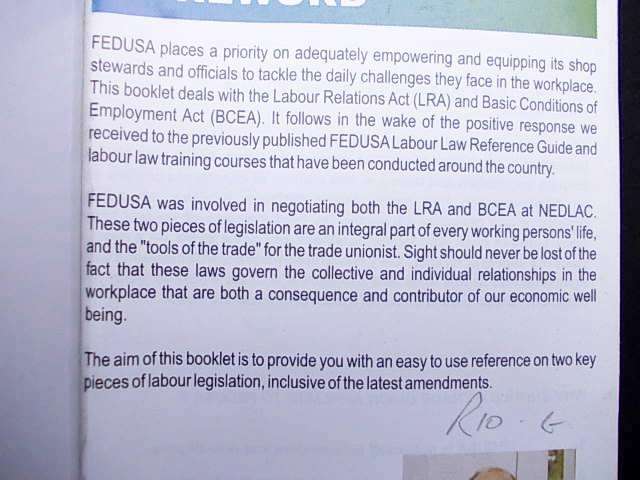 REWORD
FEDUSA places a priority on adequately empowering and equipping its shop
stewards and officials to tackle the daily challenges they face in the workplace.
This booklet deals with the Labour Relations Act (LRA) and Basic Conditions of
Employment Act (BCEA). It follows in the wake of the positive response we
received to the previously published FEDUSA Labour Law Reference Guide and
labour law training courses that have been conducted around the country.
FEDUSA was involved in negotiating both the LRA and BCEA at NEDLAC.
These two pieces of legislation are an integral part of every working persons' life,
and the "tools of the trade" for the trade unionist. Sight should never be lost of the
fact that these laws govern the collective and individual relationships in the
workplace that are both a consequence and contributor of our economic well
being.
The aim of this booklet is to provide you with an easy to use reference on two key
pieces of labour legislation, inclusive of the latest amendments.